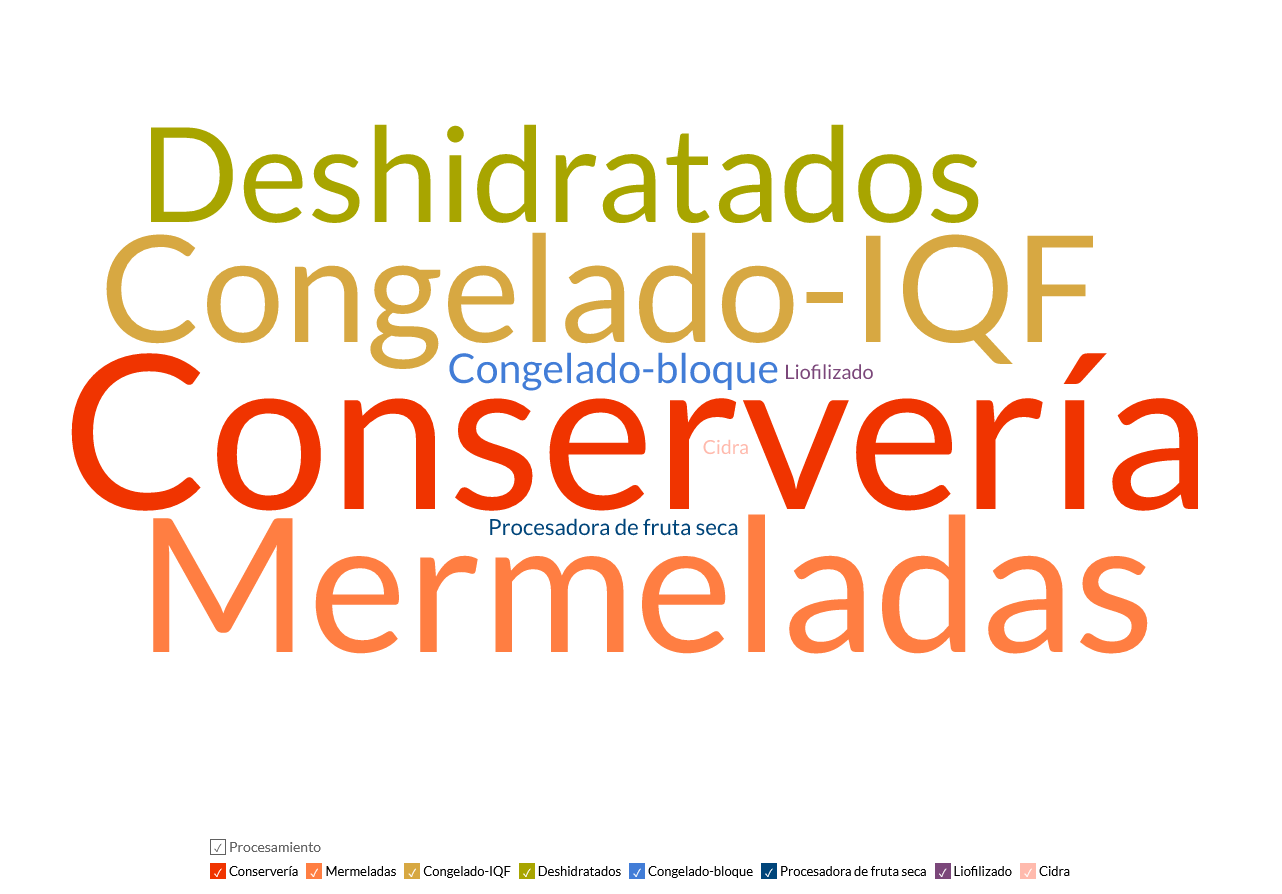 Deshidratados
Congelado-IQF
Congelado-bloque Liofilizado
Conservería
Cidra
Procesadora de fruta seca
Mermeladas
Procesamiento
Conservería Mermeladas Congelado-IQF Deshidratados Congelado-bloque Procesadora de fruta seca Liofilizado Cidra